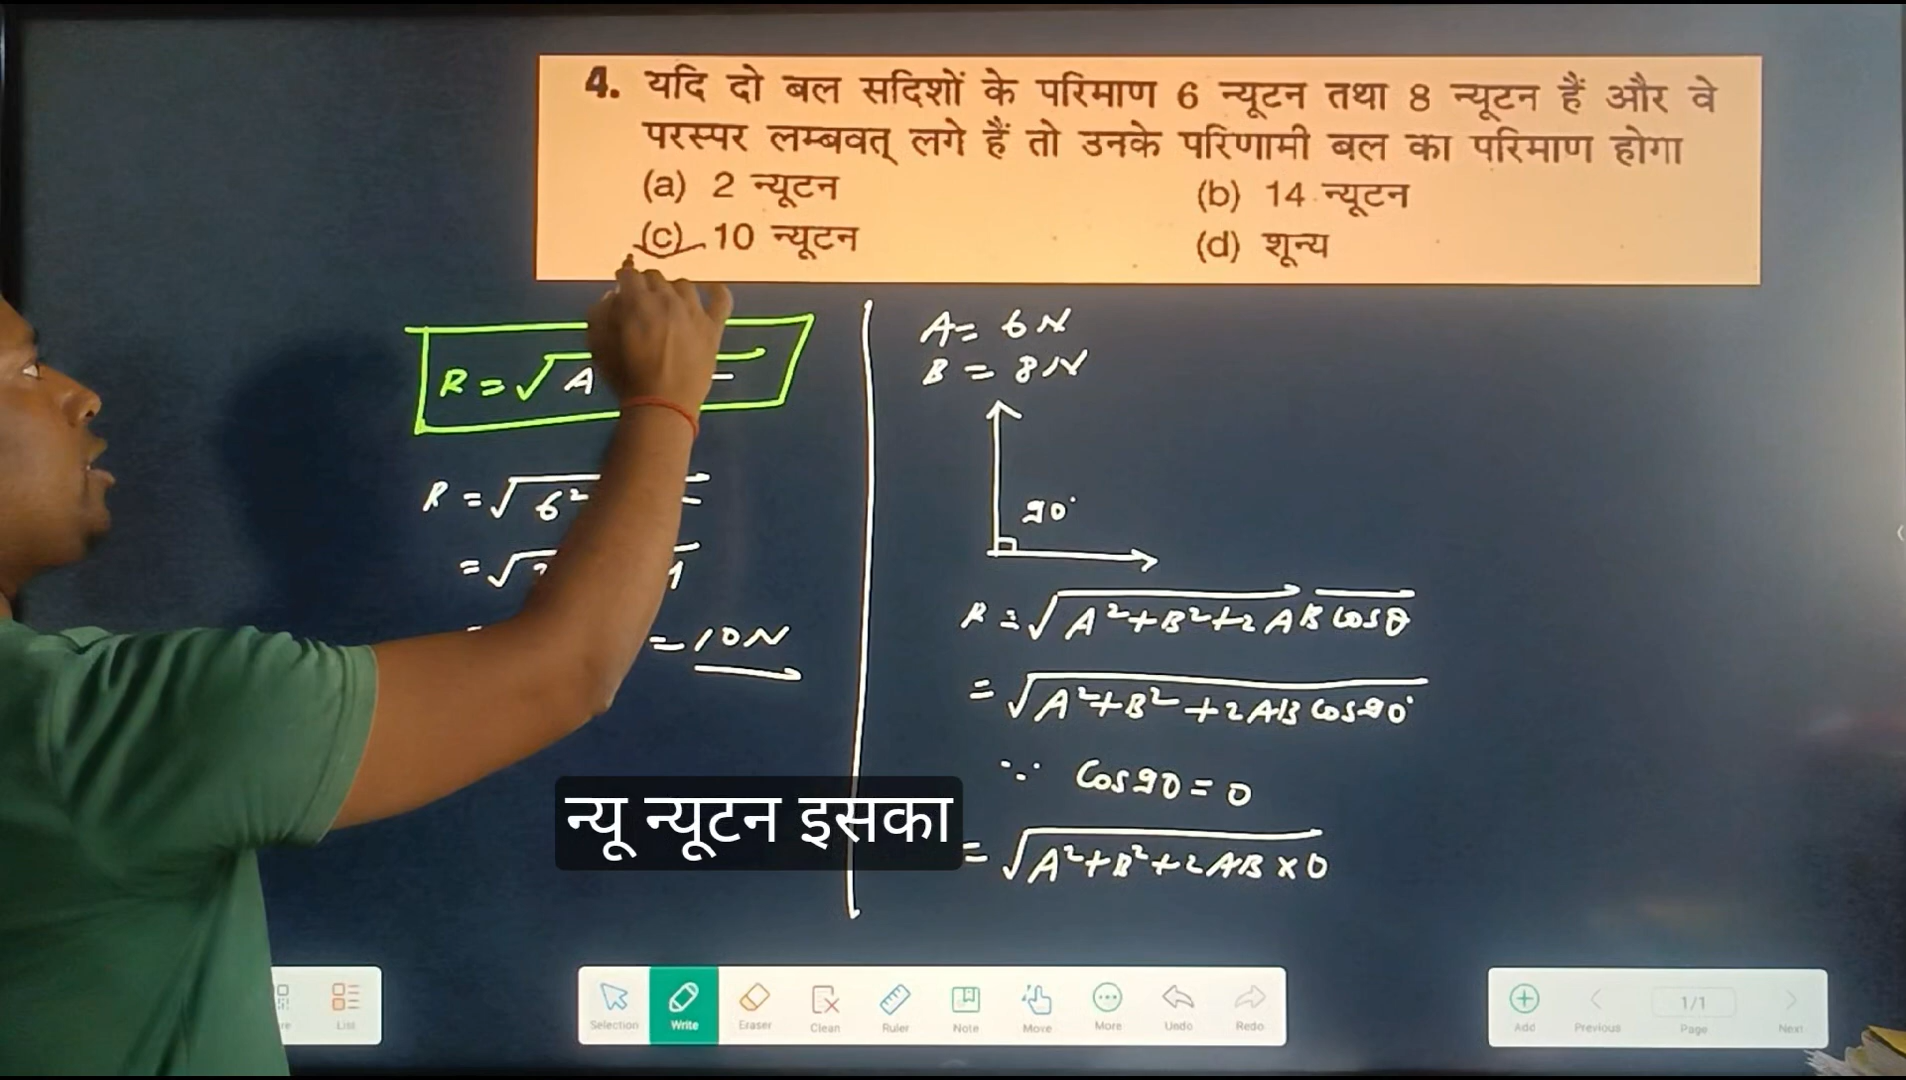 4. यदि दो बल सदिशों के परिमाण 6 न्यूटन तथा 8 न्यूटन हैं और वे
परस्पर लम्बवत् लगे हैं तो उनके परिणामी बल का परिमाण होगा
(a) 2 न्यूटन (b) 14 न्यूटन
(c) 10 न्यूटन (d) शून्य
R = √A
R = √6²
= √
= 10N
A = 6N
B = 8N
90°
R = √A²+B²+2AB cosθ
= √A²+B²+2AB cos90°
∵ cos90 = 0
= √A²+B²+2AB×0
न्यू न्यूटन इसका
List
Selection Write Eraser Clean Ruler Note Move More Undo Redo
Add Previous 1/1 Page Next